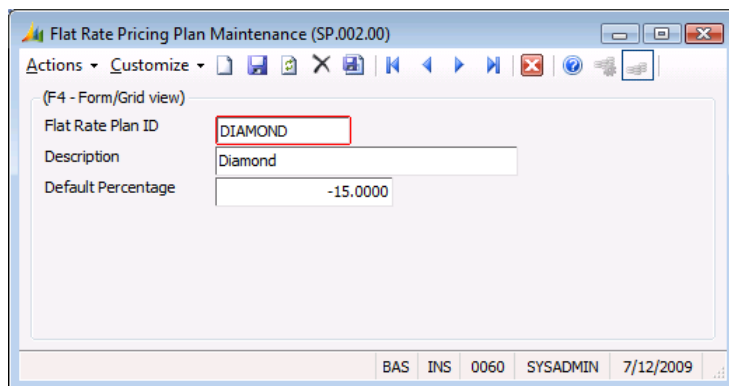 Flat Rate Pricing Plan Maintenance (SP.002.00)
Actions Customize
(F4 - Form/Grid view)
Flat Rate Plan ID DIAMOND
Description Diamond
Default Percentage -15.0000
BAS INS 0060 SYSADMIN 7/12/2009